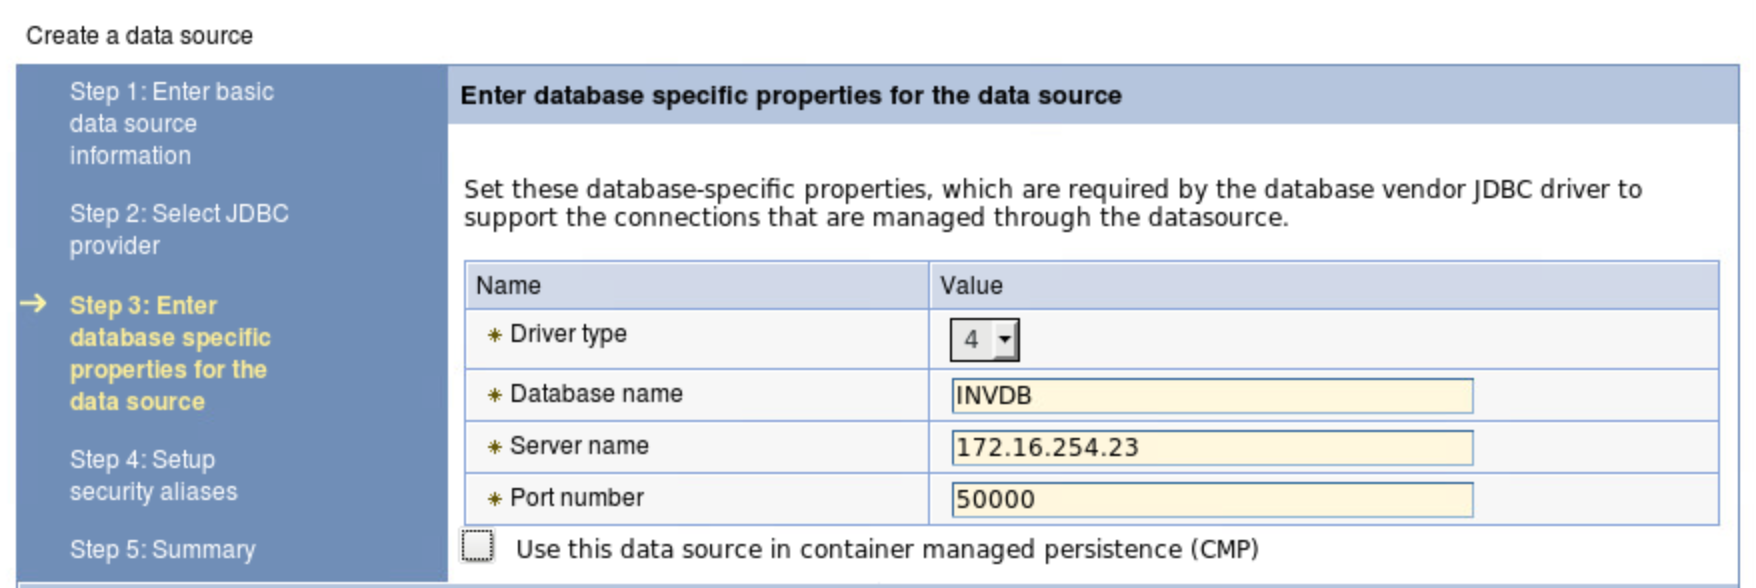 Create a data source
Step 1: Enter basic
data source
information
Step 2: Select JDBC
provider
Step 3: Enter
database specific
properties for the
data source
Step 4: Setup
security aliases
Step 5: Summary
Enter database specific properties for the data source
Set these database-specific properties, which are required by the database vendor JDBC driver to
support the connections that are managed through the datasource.
Name Value
* Driver type 4
* Database name INVDB
* Server name 172.16.254.23
* Port number 50000
Use this data source in container managed persistence (CMP)